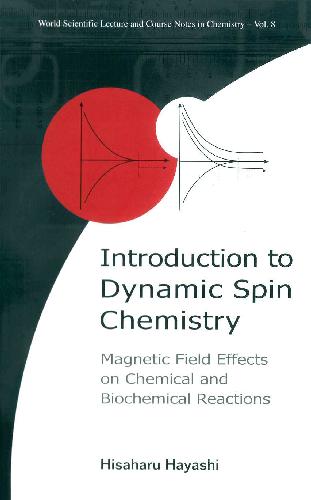 World Scientific Lecture and Course Notes in Chemistry – Vol. 8
Introduction to
Dynamic Spin
Chemistry
Magnetic Field Effects
on Chemical and
Biochemical Reactions
Hisaharu Hayashi